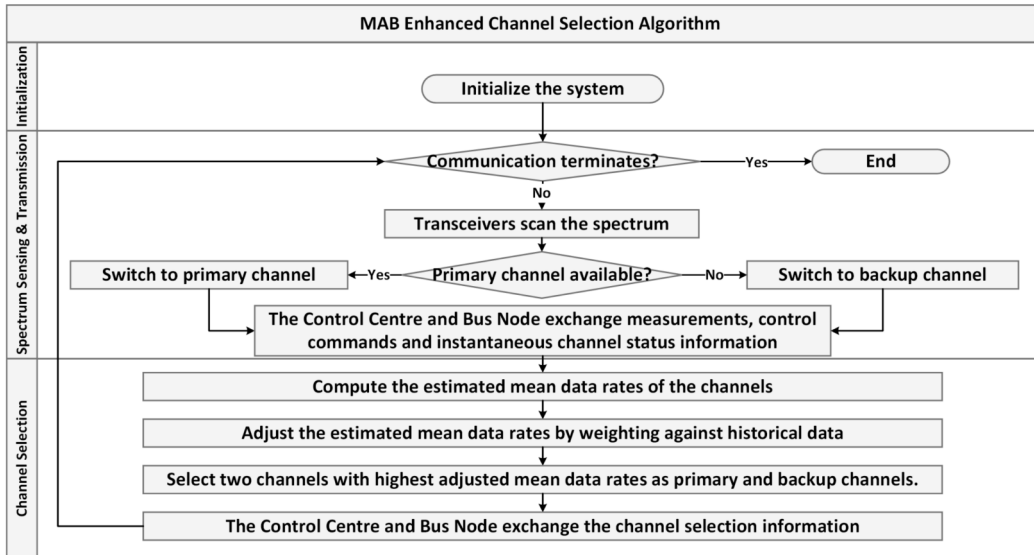 MAB Enhanced Channel Selection Algorithm
Initialization
Initialize the system
Spectrum Sensing & Transmission
Communication terminates?
Yes
End
No
Transceivers scan the spectrum
Switch to primary channel
Yes
Primary channel available?
No
Switch to backup channel
The Control Centre and Bus Node exchange measurements, control
commands and instantaneous channel status information
Channel Selection
Compute the estimated mean data rates of the channels
Adjust the estimated mean data rates by weighting against historical data
Select two channels with highest adjusted mean data rates as primary and backup channels.
The Control Centre and Bus Node exchange the channel selection information